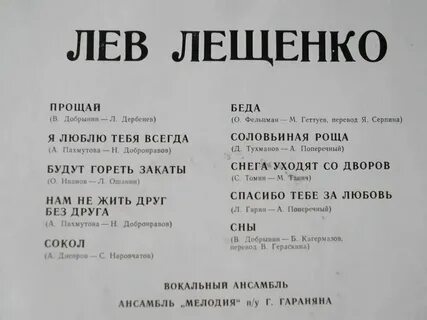 ЛЕВ ЛЕЩЕНКО
ПРОЩАЙ
(В. Добрынин — Л. Дербенев)
Я ЛЮБЛЮ ТЕБЯ ВСЕГДА
(А. Пахмутова — Н. Добронравов)
БУДУТ ГОРЕТЬ ЗАКАТЫ
(О. Иванов — Л. Ошанин)
НАМ НЕ ЖИТЬ ДРУГ
БЕЗ ДРУГА
(А. Пахмутова — Н. Добронравов)
СОКОЛ
(А. Днепров — С. Наровчатов)
БЕДА
(О. Фельцман — М. Геттуев, перевод Я. Серпина)
СОЛОВЬИНАЯ РОЩА
(Д. Тухманов — А. Поперечный)
СНЕГА УХОДЯТ СО ДВОРОВ
(С. Томин — М. Танич)
СПАСИБО ТЕБЕ ЗА ЛЮБОВЬ
(Л. Гарин — А. Поперечный)
СНЫ
(В. Добрынин — Б. Кагермазов,
перевод В. Гераскина)
ВОКАЛЬНЫЙ АНСАМБЛЬ
АНСАМБЛЬ „МЕЛОДИЯ" п/у Г. ГАРАНЯНА